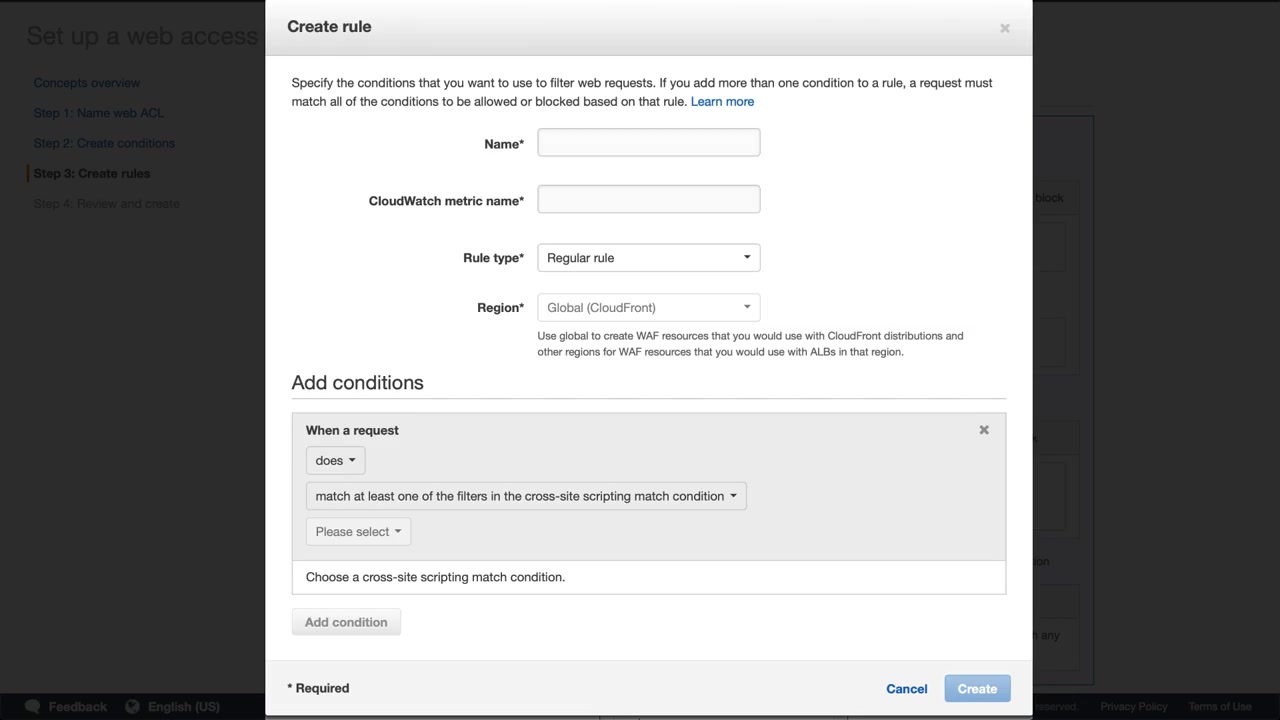 Create rule
Set up a web access
Concepts overview
Step 1: Name web ACL
Step 2: Create conditions
Step 3: Create rules
Step 4: Review and create
Specify the conditions that you want to use to filter web requests. If you add more than one condition to a rule, a request must
match all of the conditions to be allowed or blocked based on that rule. Learn more
Name*
CloudWatch metric name*
Rule type*
Regular rule
Region*
Global (CloudFront)
Use global to create WAF resources that you would use with CloudFront distributions and
other regions for WAF resources that you would use with ALBs in that region.
Add conditions
When a request
does
match at least one of the filters in the cross-site scripting match condition
Please select
Choose a cross-site scripting match condition.
Add condition
* Required
Cancel
Create
block
any
Feedback
English (US)
reserved.
Privacy Policy
Terms of Use